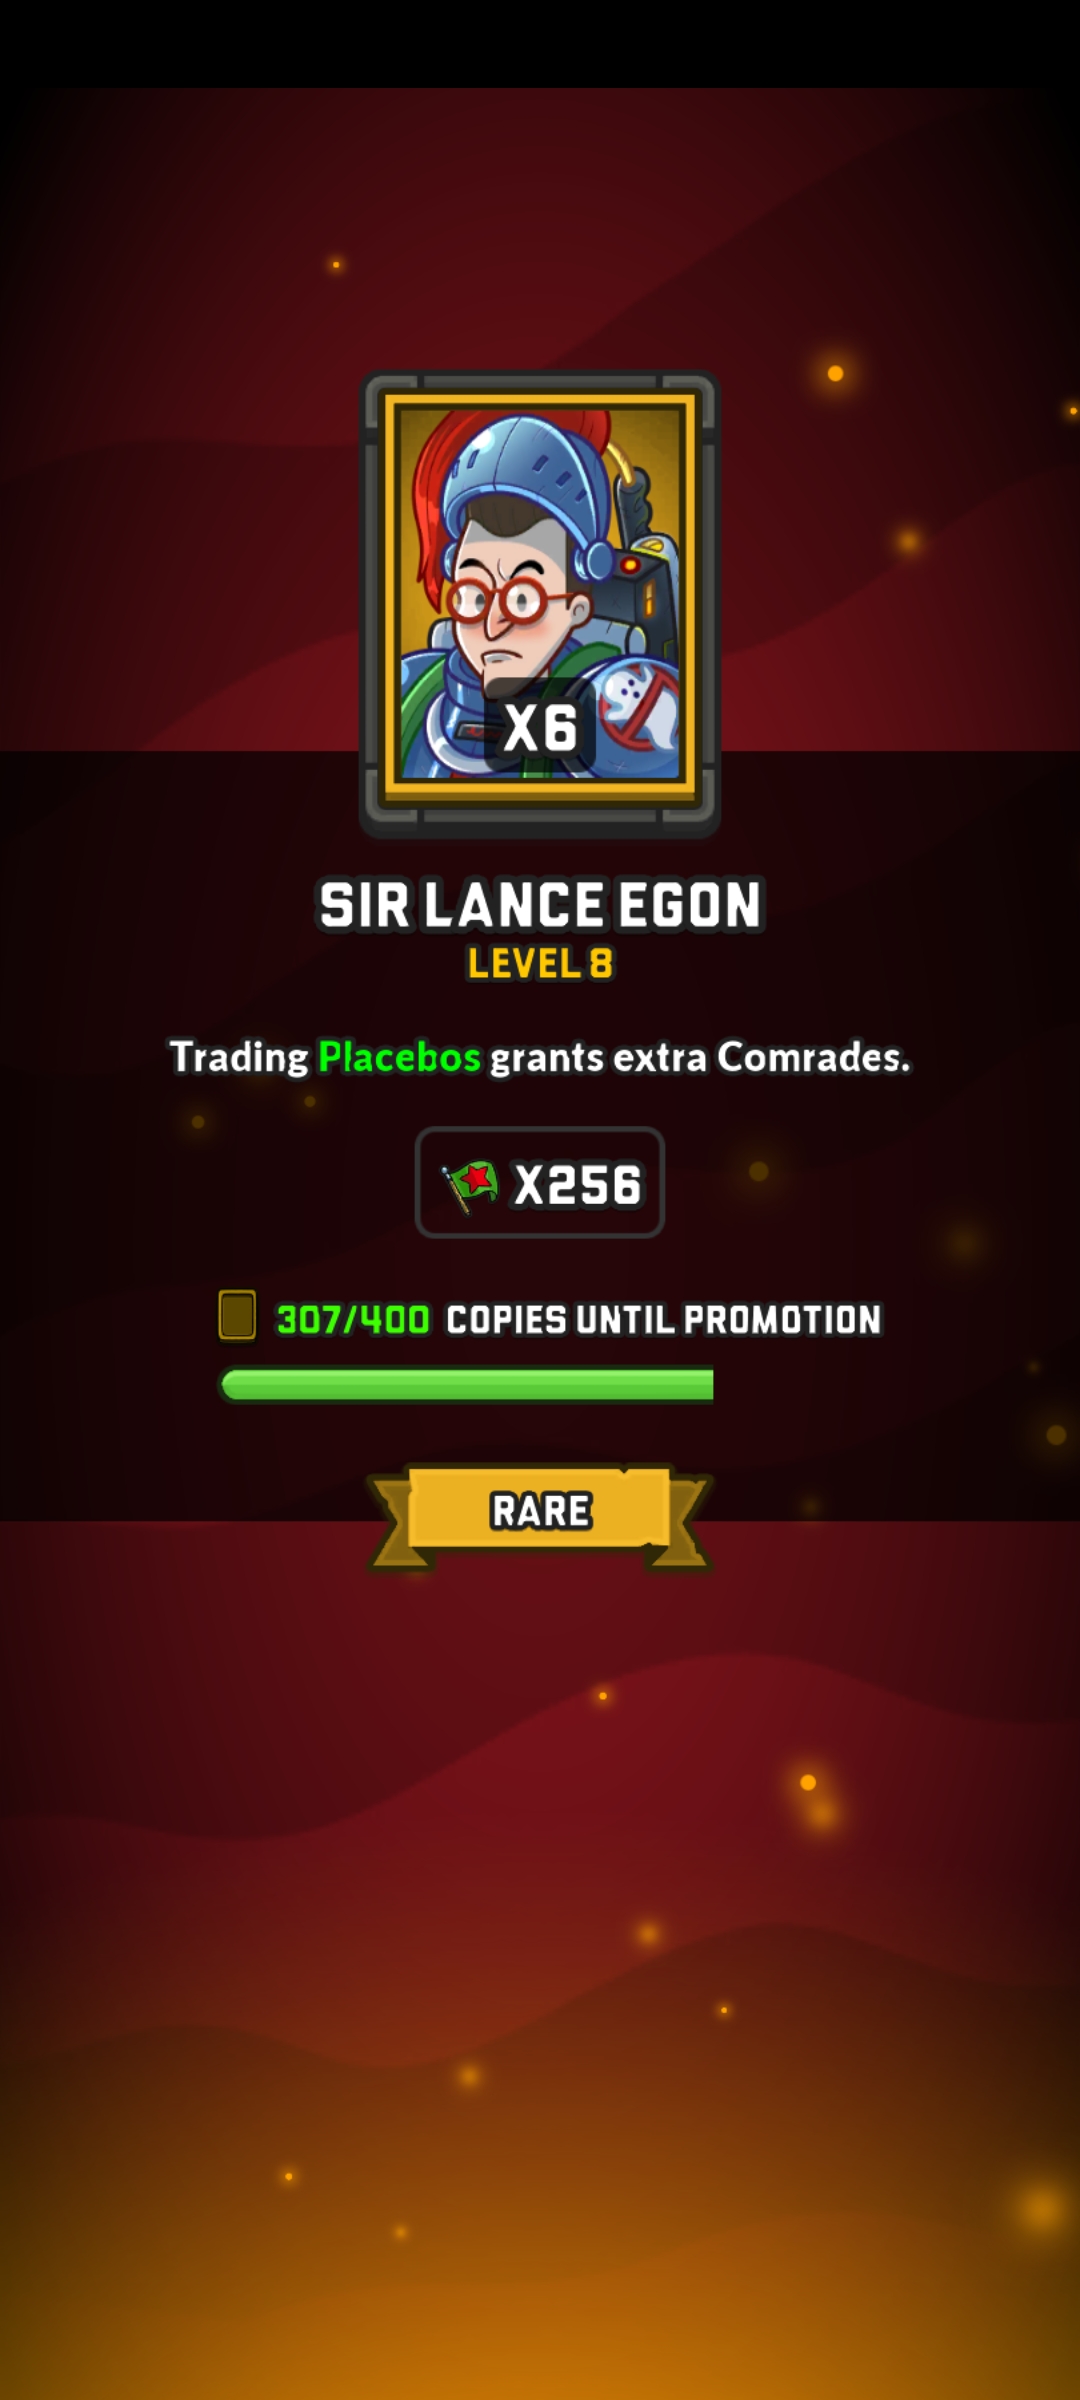 X6
SIR LANCE EGON
LEVEL 8
Trading Placebos grants extra Comrades.
X256
307/400 COPIES UNTIL PROMOTION
RARE